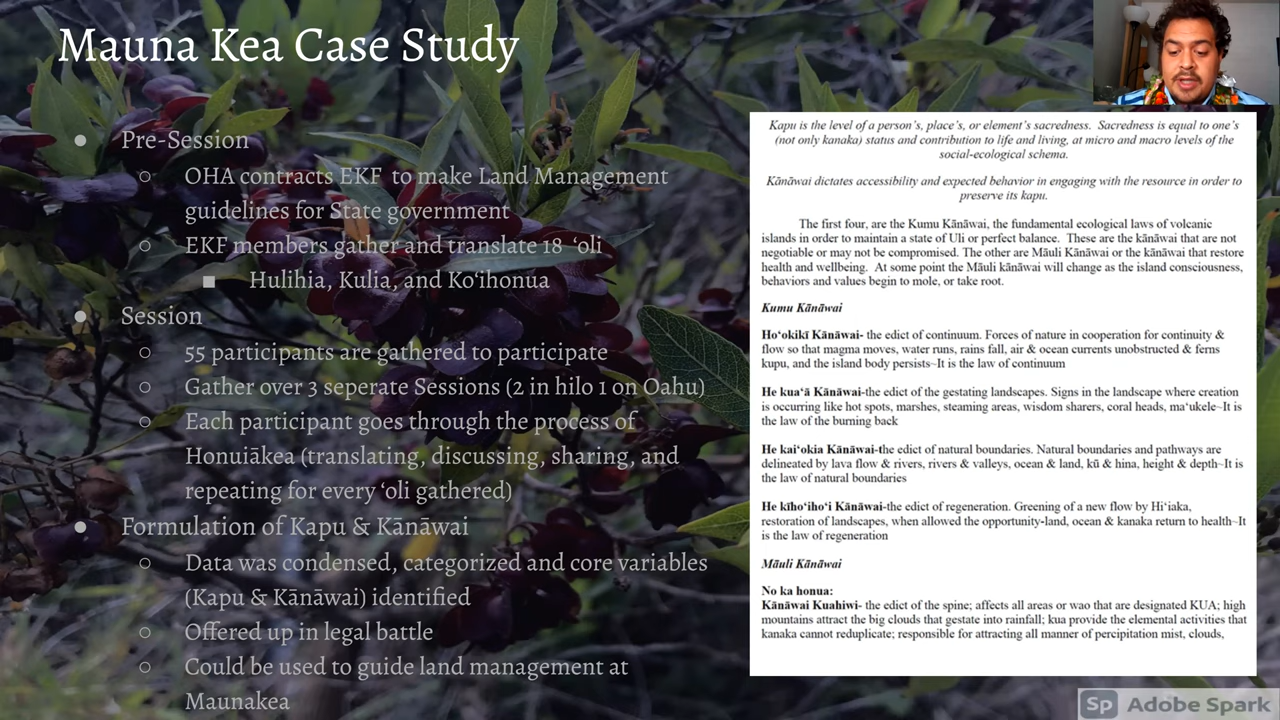 Mauna Kea Case Study
● Pre-Session
○ OHA contracts EKF to make Land Management
guidelines for State government
○ EKF members gather and translate 18 ʻoli
■ Hulihia, Kulia, and Koʻihonua
● Session
○ 55 participants are gathered to participate
○ Gather over 3 seperate Sessions (2 in hilo 1 on Oahu)
○ Each participant goes through the process of
Honuiākea (translating, discussing, sharing, and
repeating for every ʻoli gathered)
● Formulation of Kapu & Kānāwai
○ Data was condensed, categorized and core variables
(Kapu & Kānāwai) identified
○ Offered up in legal battle
○ Could be used to guide land management at
Maunakea
Kapu is the level of a person's, place's, or element's sacredness. Sacredness is equal to one's
(not only kanaka) status and contribution to life and living, at micro and macro levels of the
social-ecological schema.
Kānāwai dictates accessibility and expected behavior in engaging with the resource in order to
preserve its kapu.
The first four, are the Kumu Kānāwai, the fundamental ecological laws of volcanic
islands in order to maintain a state of Uli or perfect balance. These are the kānāwai that are not
negotiable or may not be compromised. The other are Māuli Kānāwai or the kānāwai that restore
health and wellbeing. At some point the Māuli kānāwai will change as the island consciousness,
behaviors and values begin to mole, or take root.
Kumu Kānāwai
Hoʻokikī Kānāwai- the edict of continuum. Forces of nature in cooperation for continuity &
flow so that magma moves, water runs, rains fall, air & ocean currents unobstructed & ferns
kupu, and the island body persists~It is the law of continuum
He kuaʻā Kānāwai-the edict of the gestating landscapes. Signs in the landscape where creation
is occurring like hot spots, marshes, steaming areas, wisdom sharers, coral heads, maʻukele~It is
the law of the burning back
He kaiʻokia Kānāwai-the edict of natural boundaries. Natural boundaries and pathways are
delineated by lava flow & rivers, rivers & valleys, ocean & land, kū & hina, height & depth~It is
the law of natural boundaries
He kīhoʻihoʻi Kānāwai-the edict of regeneration. Greening of a new flow by Hiʻiaka,
restoration of landscapes, when allowed the opportunity-land, ocean & kanaka return to health~It
is the law of regeneration
Māuli Kānāwai
No ka honua:
Kānāwai Kuahiwi- the edict of the spine; affects all areas or wao that are designated KUA; high
mountains attract the big clouds that gestate into rainfall; kua provide the elemental activities that
kanaka cannot reduplicate; responsible for attracting all manner of percipitation mist, clouds,
Sp Adobe Spark